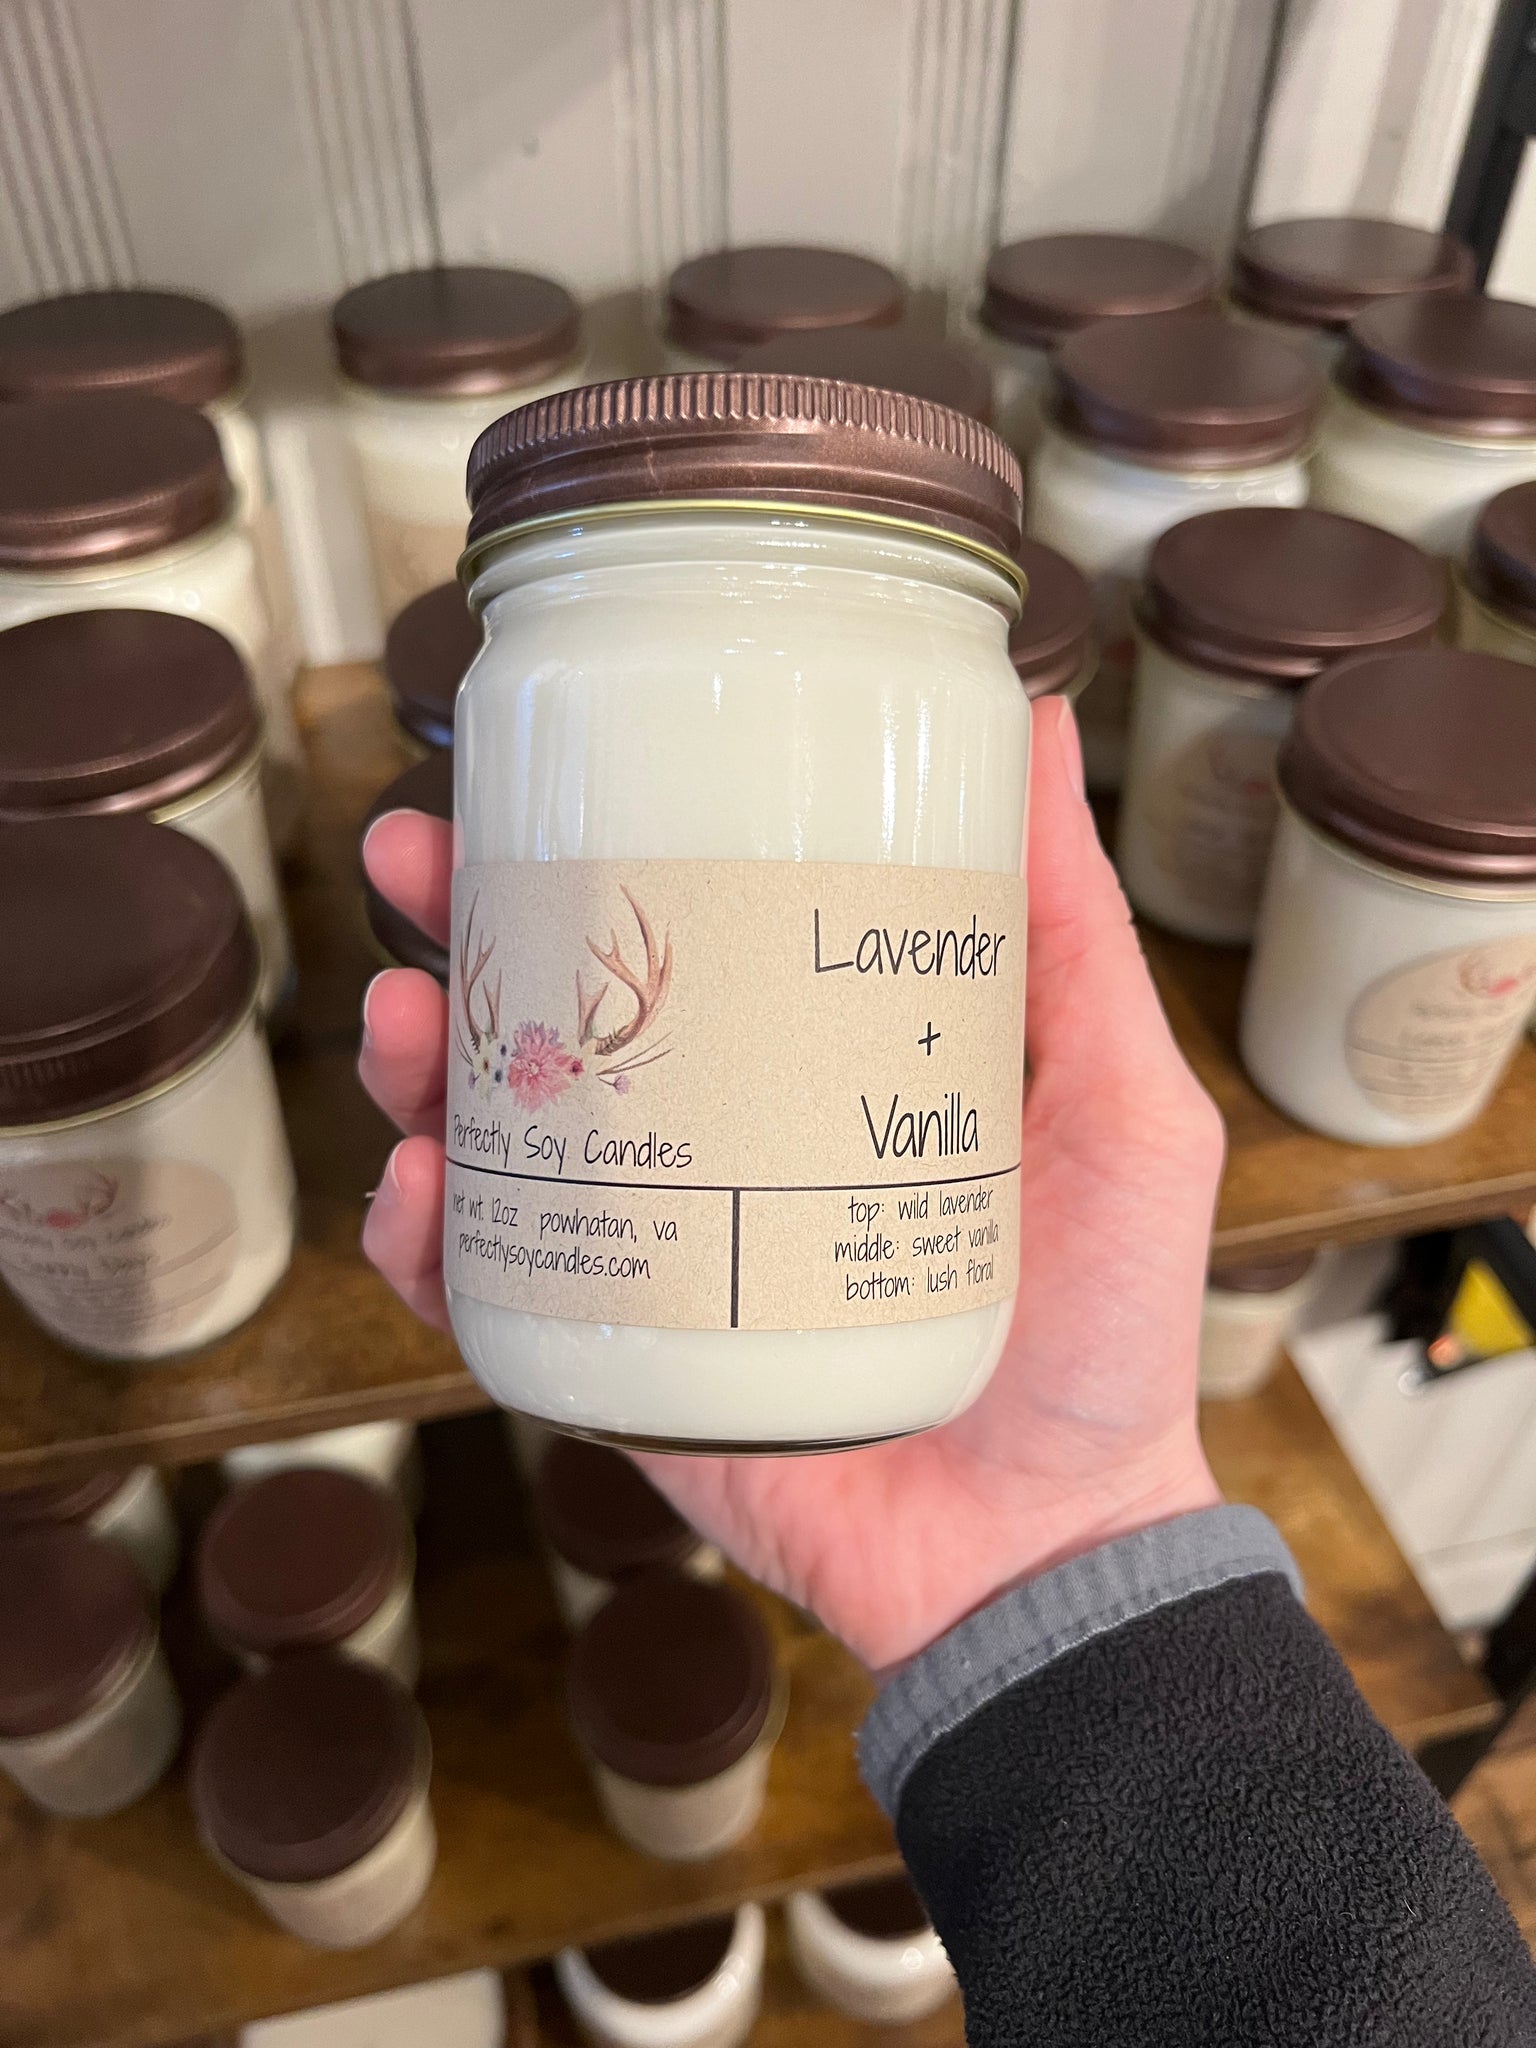 Lavender
+
Vanilla
Perfectly Soy Candles
net wt. 12oz powhatan, va
perfectlysoycandles.com
top: wild lavender
middle: sweet vanilla
bottom: lush floral